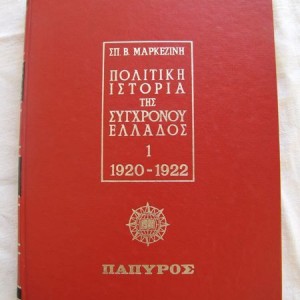 ΣΠ. Β. ΜΑΡΚΕΖΙΝΗ
ΠΟΛΙΤΙΚΗ
ΙΣΤΟΡΙΑ
ΤΗΣ
ΣΥΓΧΡΟΝΟΥ
ΕΛΛΑΔΟΣ
1
1920-1922
ΠΑΠΥΡΟΣ